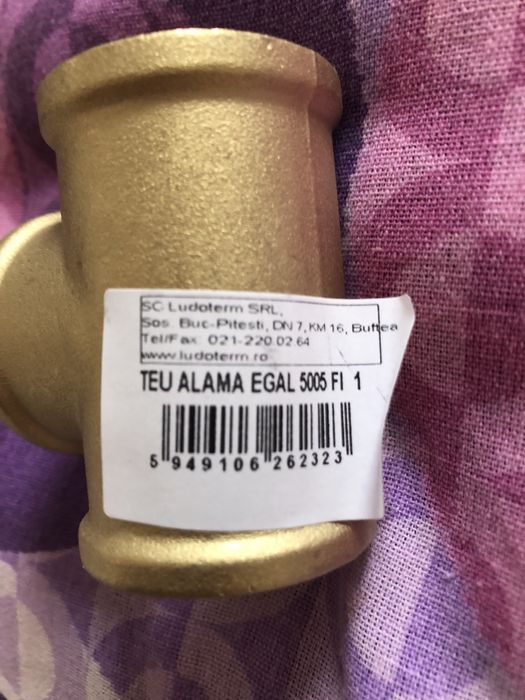 SC Ludoterm SRL,
Sos. Buc-Pitesti, DN 7, KM 16, Buftea
Tel/Fax 021-220 02 64
www.ludoterm.ro
TEU ALAMA EGAL 5005 FI 1
5 949106 262323